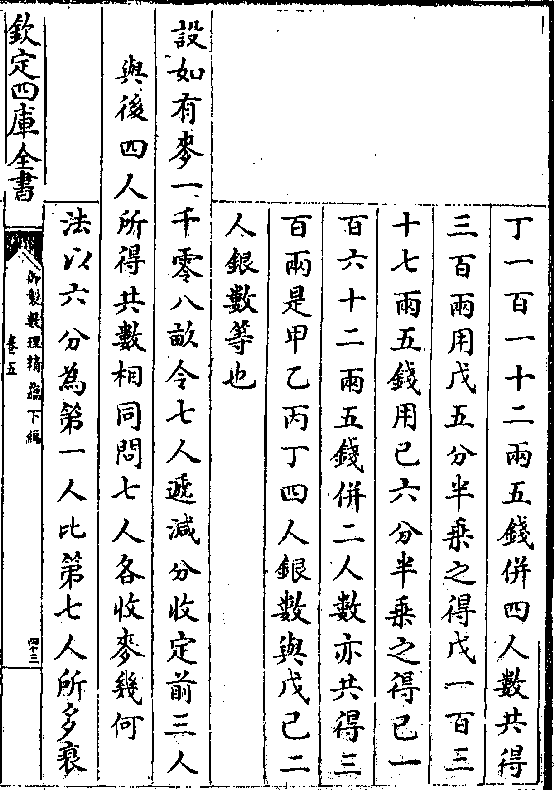 丁一百一十二兩五錢併四人數共得
三百兩用戊五分半乗之得戊一百三
十七兩五錢用已六分半乗之得已一
百六十二兩五錢併二人數亦共得三
百兩是甲乙丙丁四人銀數與戊己二
人銀數等也
設如有麥一千零八畝令七人遞減分收定前三人
與後四人所得共數相同問七人各收麥幾何
法以六分為第一人比第七人所多衰
欽定四庫全書
御製數理精藴下編
卷五
四十三